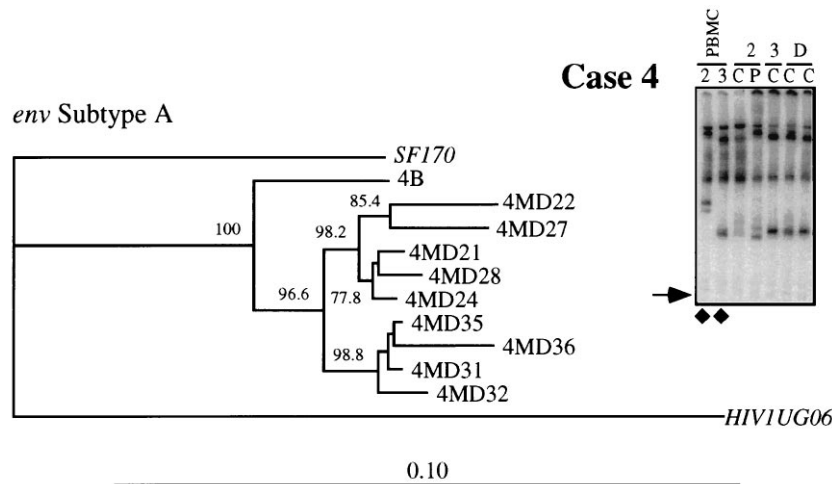 Case 4
PBMC 2 3 D
2 3 C P C C C
env Subtype A
SF170
4B
85.4
4MD22
100
98.2
4MD27
4MD21
4MD28
96.6
77.8
4MD24
4MD35
98.8
4MD36
4MD31
4MD32
HIV1UG06
0.10